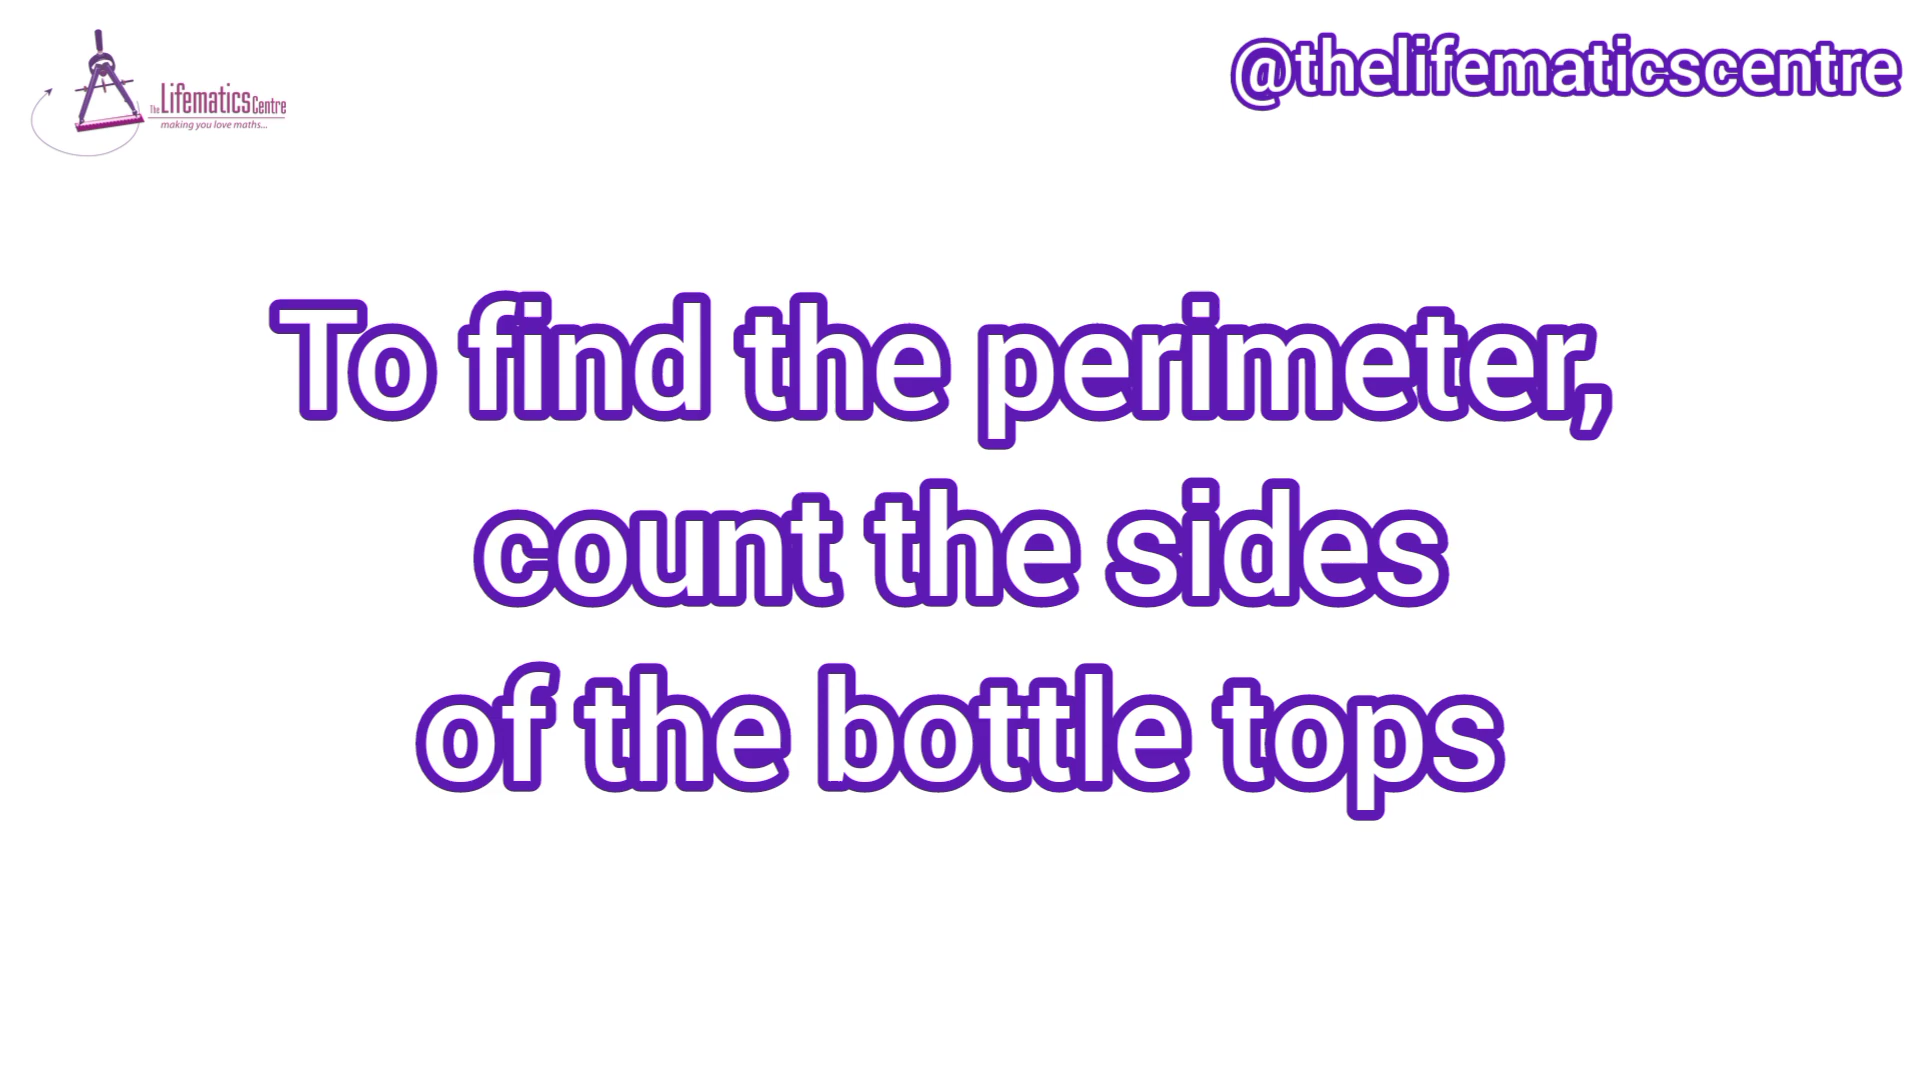 The Lifematics Centre
making you love maths...
@thelifematicscentre
To find the perimeter,
count the sides
of the bottle tops